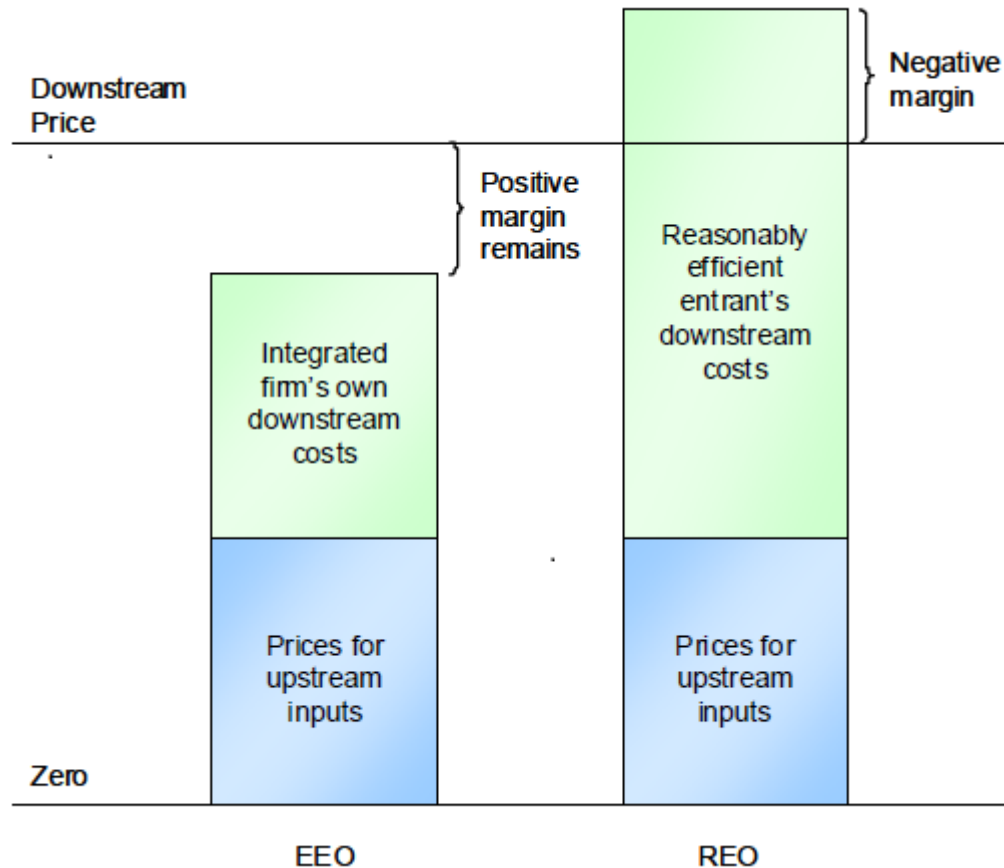 Negative
margin
Downstream
Price
Positive
margin
remains
Reasonably
efficient
entrant's
downstream
costs
Integrated
firm's own
downstream
costs
Prices for
upstream
inputs
Prices for
upstream
inputs
Zero
EEO
REO